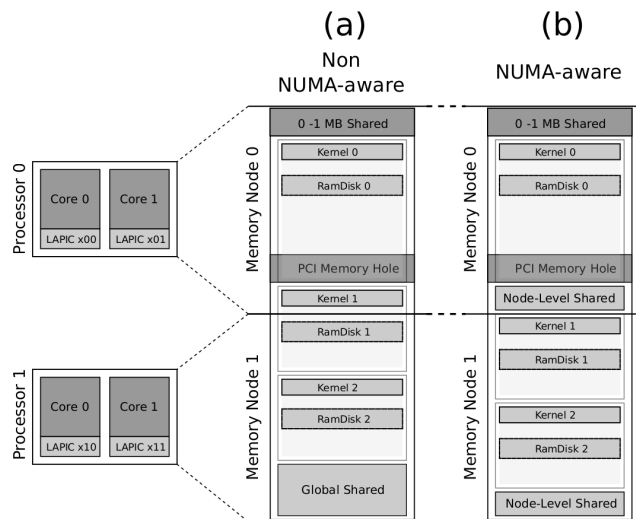 (a)
(b)
Non
NUMA-aware
NUMA-aware
Processor 0
Core 0
Core 1
LAPIC x00
LAPIC x01
Processor 1
Core 0
Core 1
LAPIC x10
LAPIC x11
Memory Node 0
0 -1 MB Shared
Kernel 0
RamDisk 0
PCI Memory Hole
Kernel 1
Memory Node 1
RamDisk 1
Kernel 2
RamDisk 2
Global Shared
Memory Node 0
0 -1 MB Shared
Kernel 0
RamDisk 0
PCI Memory Hole
Node-Level Shared
Memory Node 1
Kernel 1
RamDisk 1
Kernel 2
RamDisk 2
Node-Level Shared